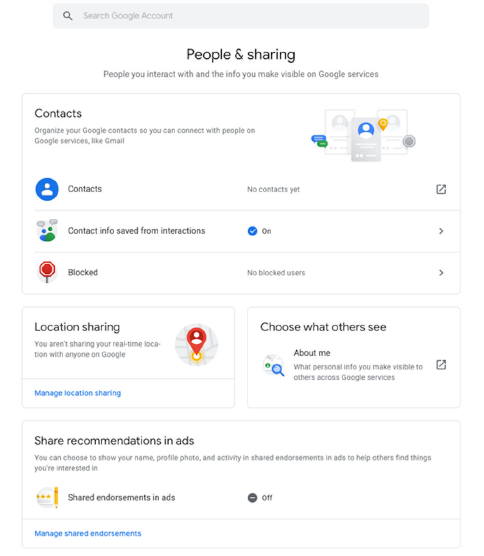 Search Google Account
People & sharing
People you interact with and the info you make visible on Google services
Contacts
Organize your Google contacts so you can connect with people on
Google services, like Gmail
Contacts
No contacts yet
Contact info saved from interactions
On
Blocked
No blocked users
Location sharing
You aren't sharing your real-time loca-
tion with anyone on Google
Manage location sharing
Choose what others see
About me
What personal info you make visible to
others across Google services
Share recommendations in ads
You can choose to show your name, profile photo, and activity in shared endorsements in ads to help others find things
you're interested in
Shared endorsements in ads
Off
Manage shared endorsements